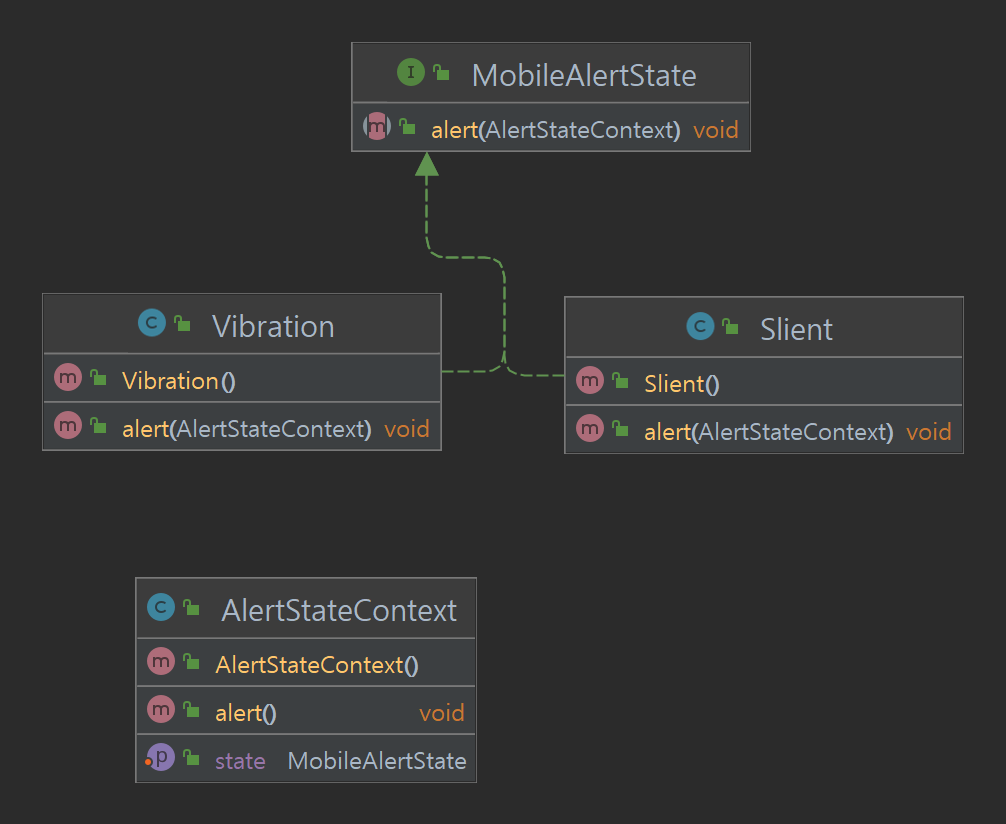 I MobileAlertState
m alert(AlertStateContext) void
C Vibration
m Vibration()
m alert(AlertStateContext) void
C Slient
m Slient()
m alert(AlertStateContext) void
C AlertStateContext
m AlertStateContext()
m alert() void
p state MobileAlertState